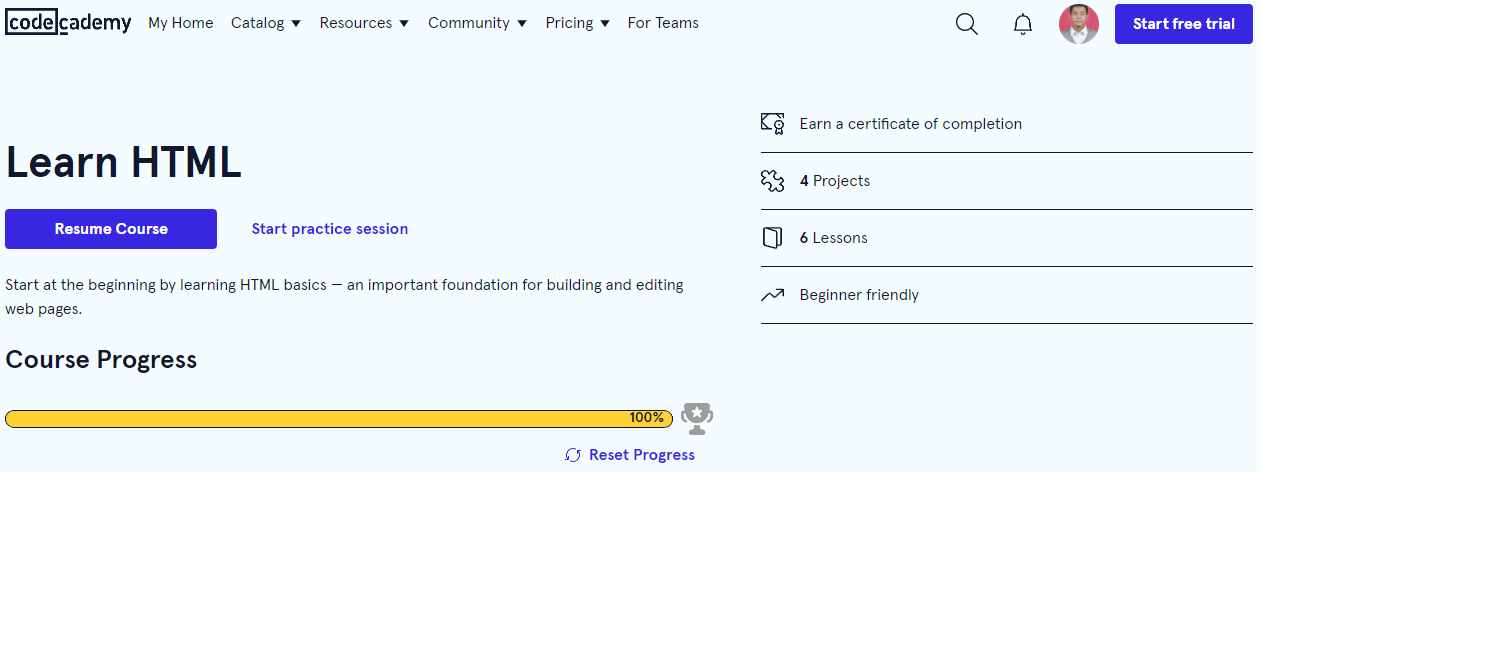 codecademy My Home Catalog Resources Community Pricing For Teams Start free trial
Learn HTML
Resume Course Start practice session
Start at the beginning by learning HTML basics — an important foundation for building and editing
web pages.
Course Progress
100%
Reset Progress
Earn a certificate of completion
4 Projects
6 Lessons
Beginner friendly